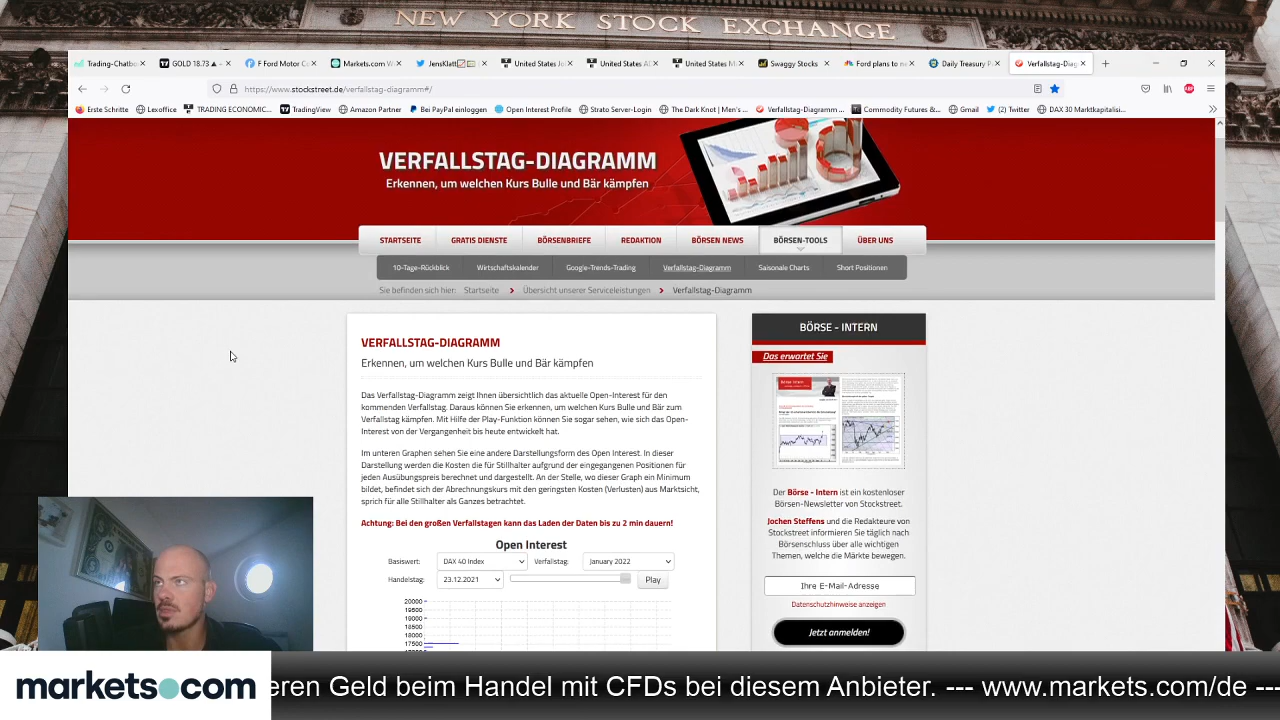 NEW YORK STOCK EXCHANGE
Trading-Chatbo
GOLD 18.73 ▲
F Ford Motor C
Markets.com W
JensKlatt
United States Je
United States A
United States M
Swaggy Stocks
Ford plans to ne
Daily Treasury P
Verfallstag-Diag
https://www.stockstreet.de/verfallstag-diagramm#/
Erste Schritte
Lexoffice
TRADING ECONOMIC...
TradingView
Amazon Partner
Bei PayPal einloggen
Open Interest Profile
Strato Server-Login
The Dark Knot | Men's ...
Verfallstag-Diagramm ...
Commodity Futures &...
Gmail
(2) Twitter
DAX 30 Marktkapitali...
VERFALLSTAG-DIAGRAMM
Erkennen, um welchen Kurs Bulle und Bär kämpfen
STARTSEITE GRATIS DIENSTE BÖRSENBRIEFE REDAKTION BÖRSEN NEWS BÖRSEN-TOOLS ÜBER UNS
10-Tage-Rückblick Wirtschaftskalender Google-Trends-Trading Verfallstag-Diagramm Saisonale Charts Short Positionen
Sie befinden sich hier: Startseite > Übersicht unserer Serviceleistungen > Verfallstag-Diagramm
VERFALLSTAG-DIAGRAMM
Erkennen, um welchen Kurs Bulle und Bär kämpfen
Das Verfallstag-Diagramm zeigt Ihnen übersichtlich das aktuelle Open-Interest für den
kommenden Verfallstag. Daraus können Sie erkennen, um welchen Kurs Bulle und Bär zum
Verfallstag kämpfen. Mit Hilfe der Play-Funktion können Sie sogar sehen, wie sich das Open-
Interest von der Vergangenheit bis heute entwickelt hat.
Im unteren Graphen sehen Sie eine andere Darstellungsform des Open Interest. In dieser
Darstellung werden die Kosten die für Stillhalter aufgrund der eingegangenen Positionen für
jeden Ausübungspreis berechnet und dargestellt. An der Stelle, wo dieser Graph ein Minimum
bildet, befindet sich der Abrechnungskurs mit den geringsten Kosten (Verlusten) aus Marktsicht,
sprich für alle Stillhalter als Ganzes betrachtet.
Achtung: Bei den großen Verfallstagen kann das Laden der Daten bis zu 2 min dauern!
Open Interest
Basiswert: DAX 40 Index Verfallstag: January 2022
Handelstag: 23.12.2021 Play
20000
19500
19000
18500
18000
17500
BÖRSE - INTERN
Das erwartet Sie
Der Börse - Intern ist ein kostenloser
Börsen-Newsletter von Stockstreet.
Jochen Steffens und die Redakteure von
Stockstreet informieren Sie täglich nach
Börsenschluss über alle wichtigen
Themen, welche die Märkte bewegen.
Ihre E-Mail-Adresse
Datenschutzhinweise anzeigen
Jetzt anmelden!
markets.com
eren Geld beim Handel mit CFDs bei diesem Anbieter. --- www.markets.com/de ---